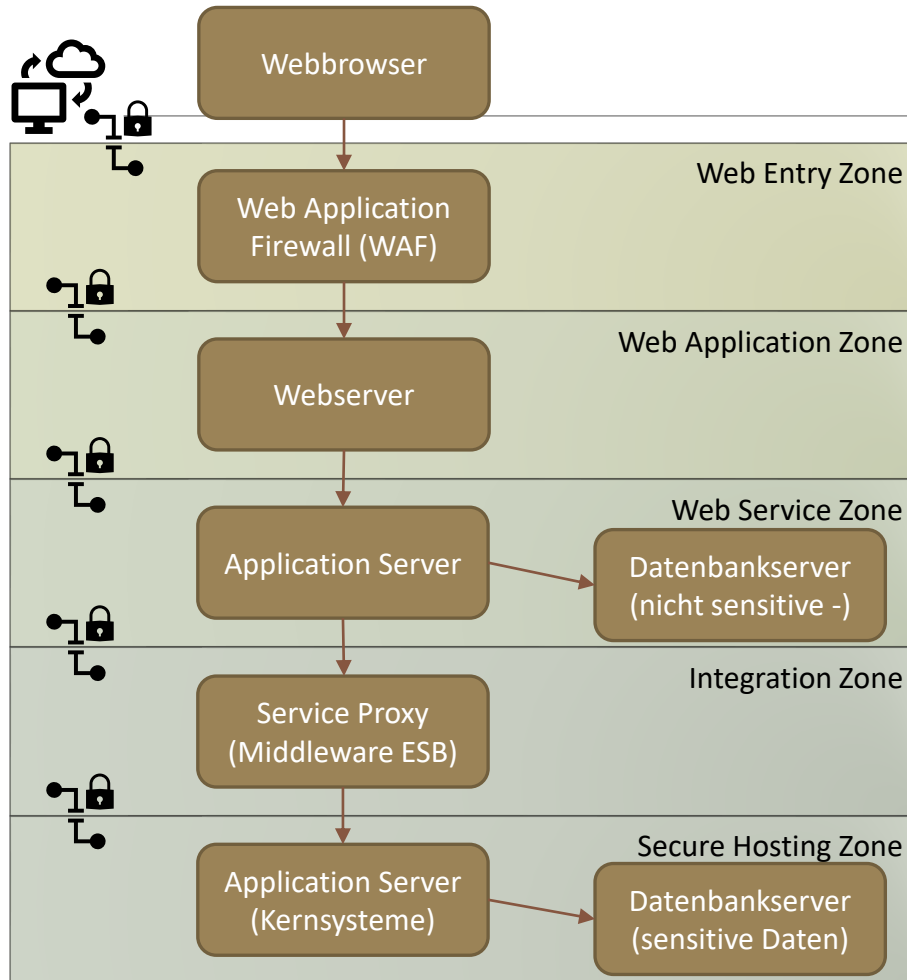 Webbrowser
Web Entry Zone
Web Application
Firewall (WAF)
Web Application Zone
Webserver
Web Service Zone
Application Server
Datenbankserver
(nicht sensitive -)
Integration Zone
Service Proxy
(Middleware ESB)
Secure Hosting Zone
Application Server
(Kernsysteme)
Datenbankserver
(sensitive Daten)